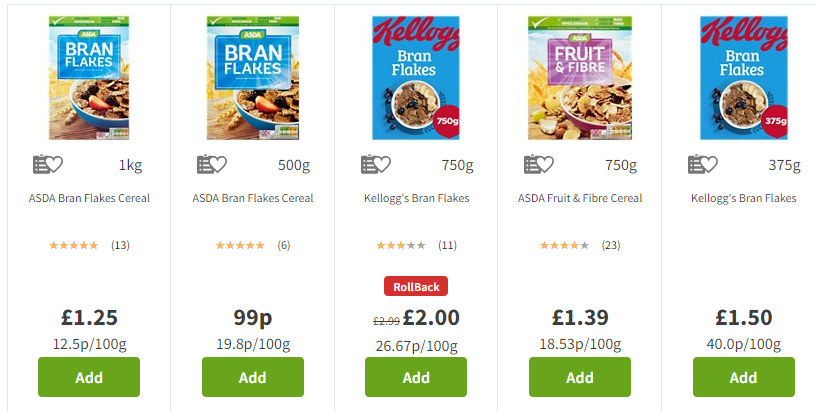 ASDA
BRAN
FLAKES
1kg
ASDA Bran Flakes Cereal
(13)
£1.25
12.5p/100g
Add
ASDA
BRAN
FLAKES
500g
ASDA Bran Flakes Cereal
(6)
99p
19.8p/100g
Add
Kellogg
Bran
Flakes
750g
750g
Kellogg's Bran Flakes
(11)
RollBack
£2.99 £2.00
26.67p/100g
Add
ASDA
FRUIT
& FIBRE
750g
ASDA Fruit & Fibre Cereal
(23)
£1.39
18.53p/100g
Add
Kellogg
Bran
Flakes
375g
375g
Kellogg's Bran Flakes
£1.50
40.0p/100g
Add